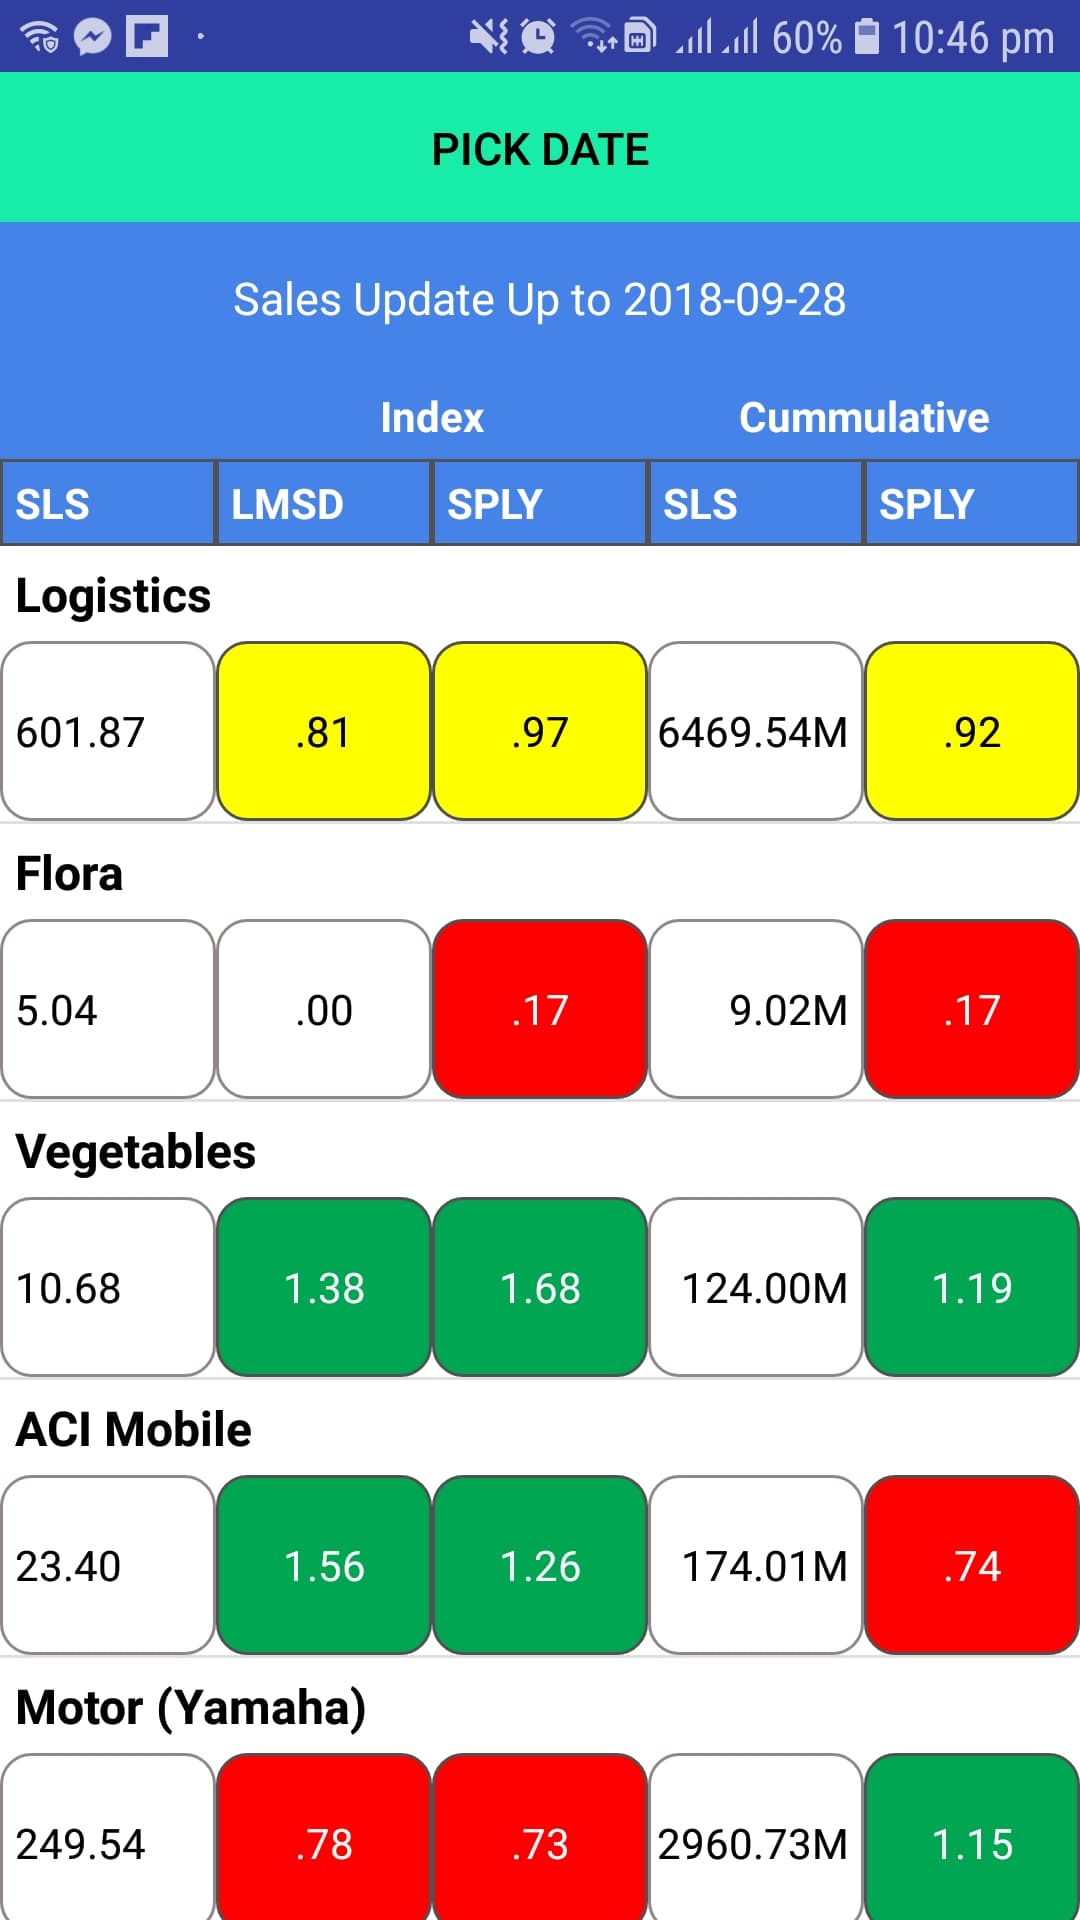 60% 10:46 pm
PICK DATE
Sales Update Up to 2018-09-28
Index Cummulative
SLS LMSD SPLY SLS SPLY
Logistics
601.87 .81 .97 6469.54M .92
Flora
5.04 .00 .17 9.02M .17
Vegetables
10.68 1.38 1.68 124.00M 1.19
ACI Mobile
23.40 1.56 1.26 174.01M .74
Motor (Yamaha)
249.54 .78 .73 2960.73M 1.15